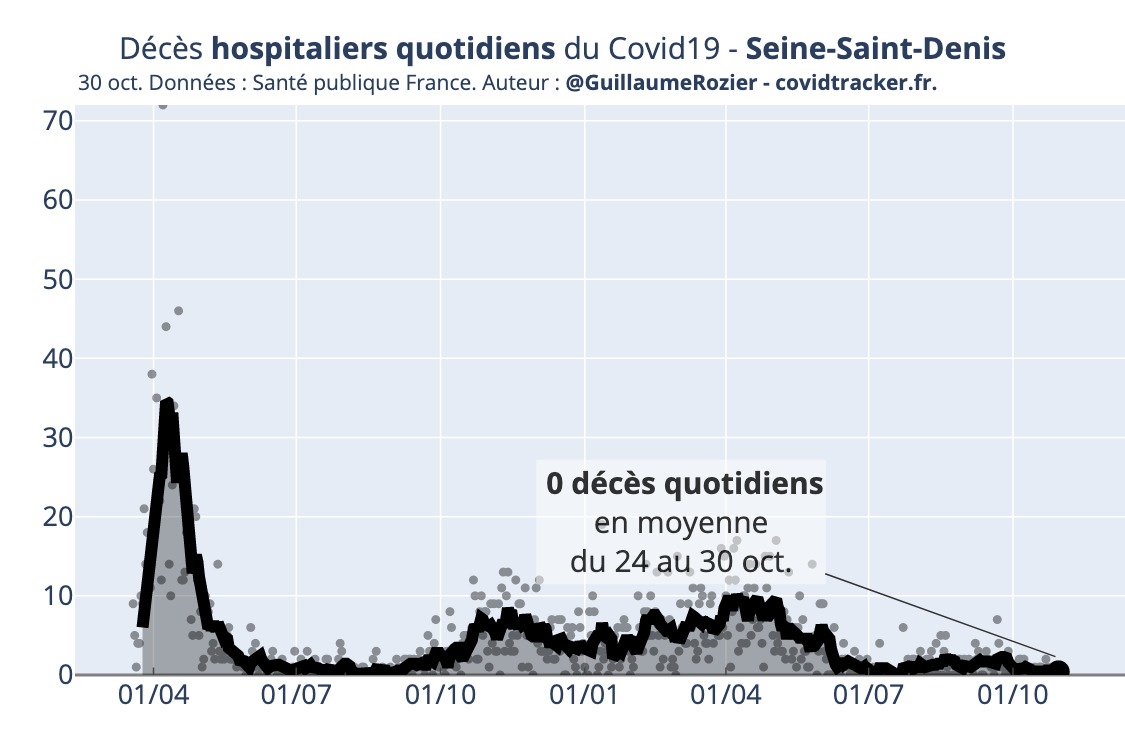 Décès hospitaliers quotidiens du Covid19 - Seine-Saint-Denis
30 oct. Données : Santé publique France. Auteur : @GuillaumeRozier - covidtracker.fr.
70
60
50
40
30
20
10
0
0 décès quotidiens
en moyenne
du 24 au 30 oct.
01/04 01/07 01/10 01/01 01/04 01/07 01/10